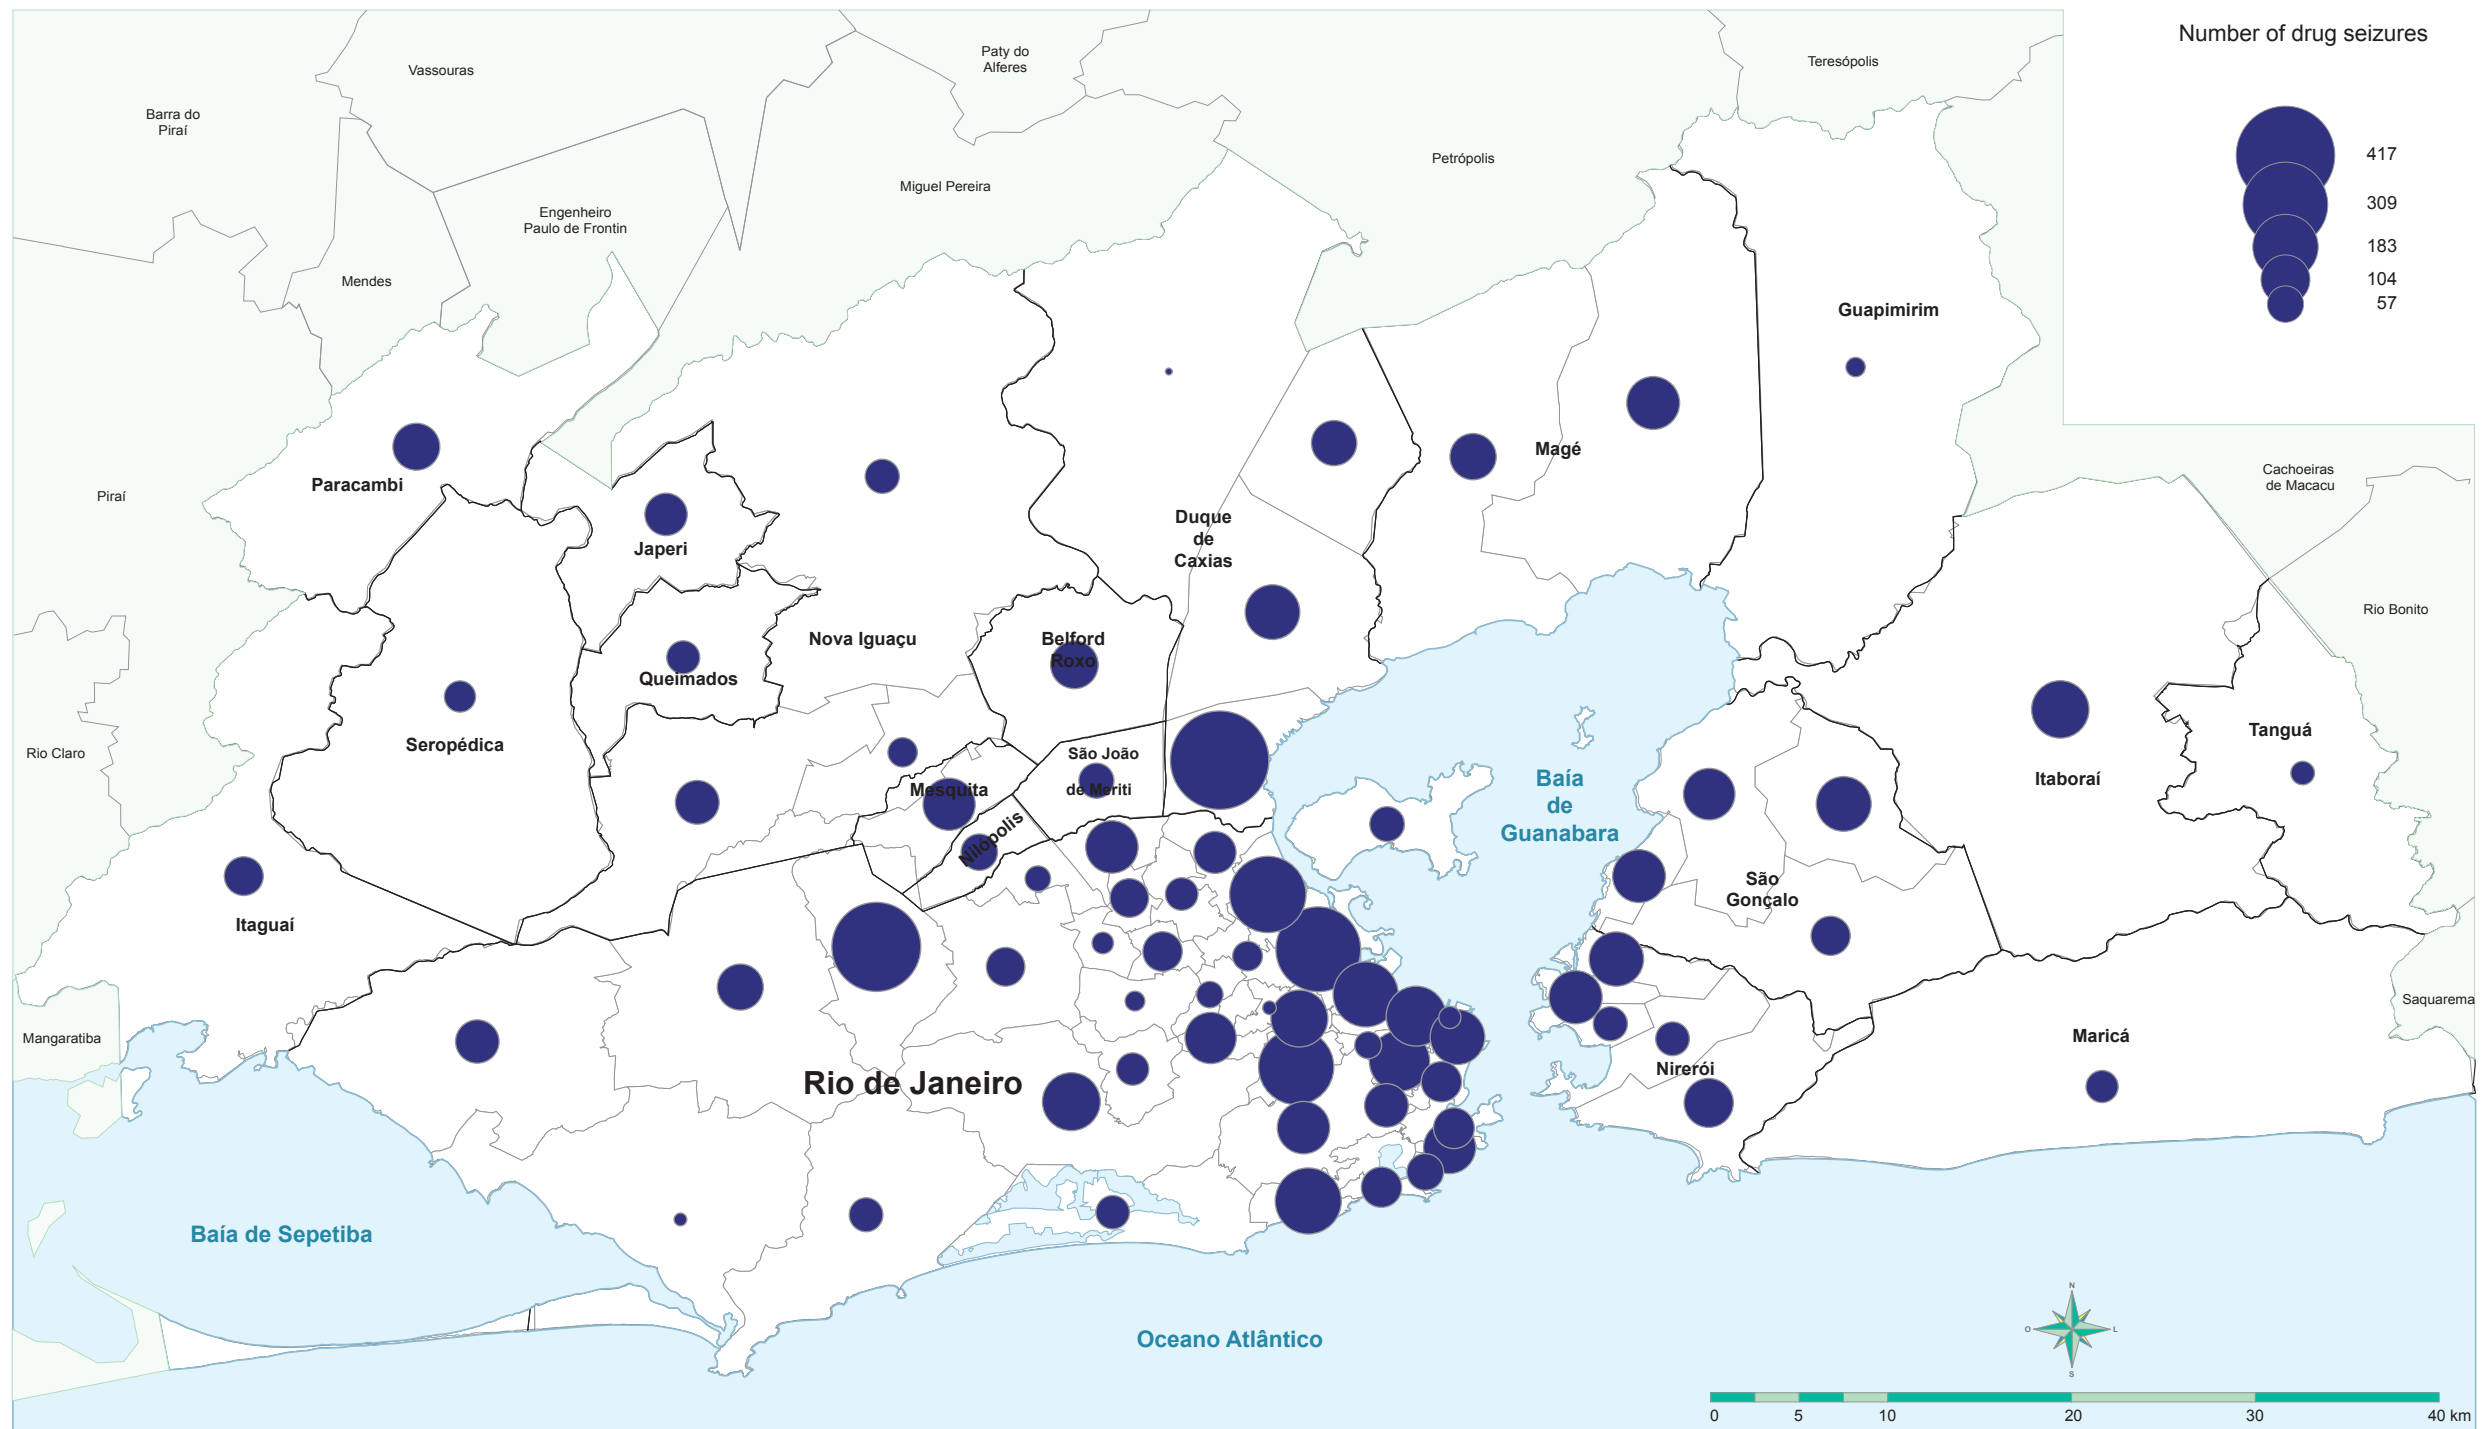 Number of drug seizures
417
309
183
104
57
Vassouras
Paty do
Alferes
Teresópolis
Barra do
Piraí
Petrópolis
Miguel Pereira
Engenheiro
Paulo de Frontin
Mendes
Guapimirim
Magé
Cachoeiras
de Macacu
Paracambi
Piraí
Duque
de
Caxias
Japeri
Rio Bonito
Nova Iguaçu
Belford
Roxo
Queimados
Seropédica
Tanguá
Rio Claro
São João
de Meriti
Itaboraí
Mesquita
Baía
de
Guanabara
Nilópolis
São
Gonçalo
Itaguaí
Saquarema
Mangaratiba
Maricá
Nirerói
Rio de Janeiro
Baía de Sepetiba
Oceano Atlântico
N
O
L
S
0
5
10
20
30
40 km